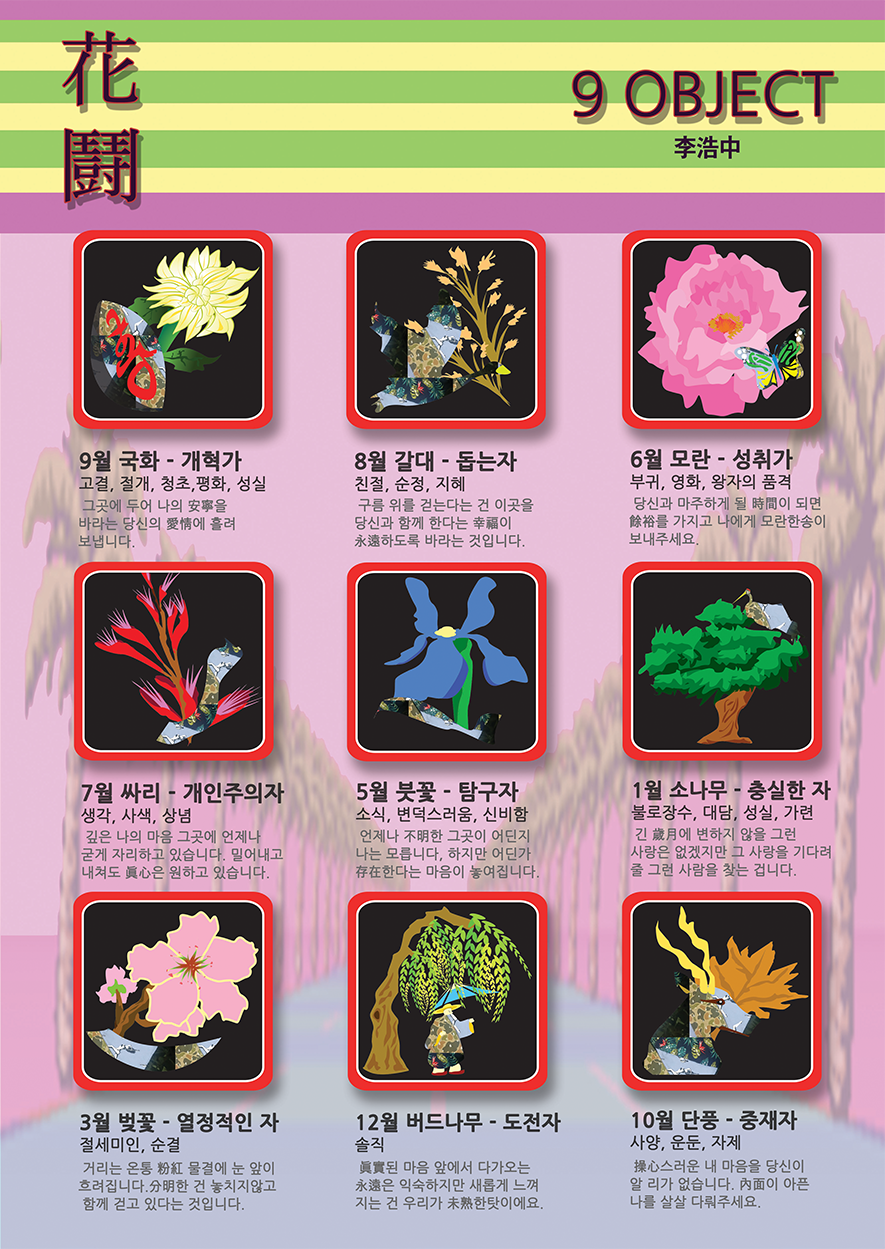 花
鬪
9 OBJECT
李浩中
9월 국화 - 개혁가
고결, 절개, 청초,평화, 성실
그곳에 두어 나의 安寧을
바라는 당신의 愛情에 흘려
보냅니다.
8월 갈대 - 돕는자
친절, 순정, 지혜
구름 위를 걷는다는 건 이곳을
당신과 함께 한다는 幸福이
永遠하도록 바라는 것입니다.
6월 모란 - 성취가
부귀, 영화, 왕자의 품격
당신과 마주하게 될 時間이 되면
餘裕를 가지고 나에게 모란한송이
보내주세요.
7월 싸리 - 개인주의자
생각, 사색, 상념
깊은 나의 마음 그곳에 언제나
굳게 자리하고 있습니다. 밀어내고
내쳐도 眞心은 원하고 있습니다.
5월 붓꽃 - 탐구자
소식, 변덕스러움, 신비함
언제나 不明한 그곳이 어딘지
나는 모릅니다, 하지만 어딘가
存在한다는 마음이 놓여집니다.
1월 소나무 - 충실한 자
불로장수, 대담, 성실, 가련
긴 歲月에 변하지 않을 그런
사랑은 없겠지만 그 사랑을 기다려
줄 그런 사람을 찾는 겁니다.
3월 벚꽃 - 열정적인 자
절세미인, 순결
거리는 온통 粉紅 물결에 눈 앞이
흐려집니다.分明한 건 놓치지않고
함께 걷고 있다는 것입니다.
12월 버드나무 - 도전자
솔직
眞實된 마음 앞에서 다가오는
永遠은 익숙하지만 새롭게 느껴
지는 건 우리가 未熟한탓이에요.
10월 단풍 - 중재자
사양, 운둔, 자제
操心스러운 내 마음을 당신이
알 리가 없습니다. 內面이 아픈
나를 살살 다뤄주세요.